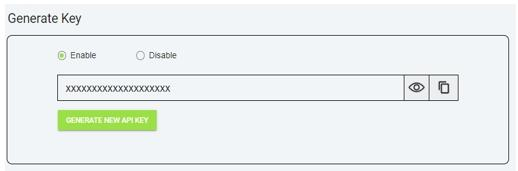 Generate Key
Enable Disable
xxxxxxxxxxxxxxxxxxxx
GENERATE NEW API KEY